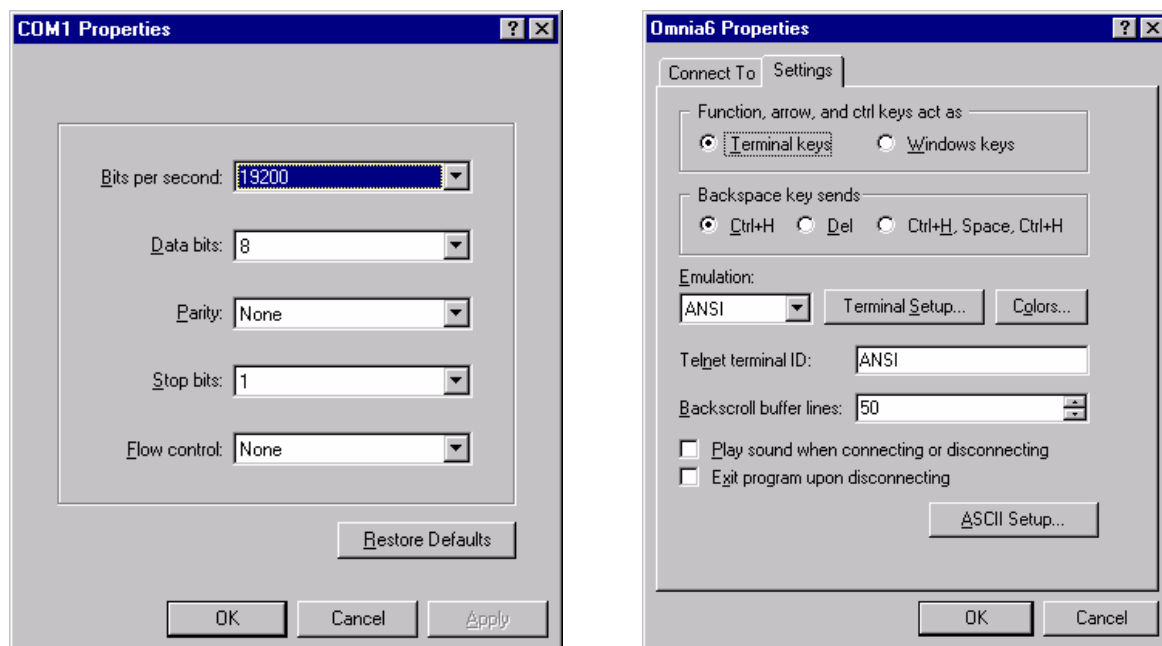 COM1 Properties
Bits per second: 19200
Data bits: 8
Parity: None
Stop bits: 1
Flow control: None
Restore Defaults
OK Cancel Apply
Omnia6 Properties
Connect To Settings
Function, arrow, and ctrl keys act as
Terminal keys Windows keys
Backspace key sends
Ctrl+H Del Ctrl+H, Space, Ctrl+H
Emulation:
ANSI Terminal Setup... Colors...
Telnet terminal ID: ANSI
Backscroll buffer lines: 50
Play sound when connecting or disconnecting
Exit program upon disconnecting
ASCII Setup...
OK Cancel